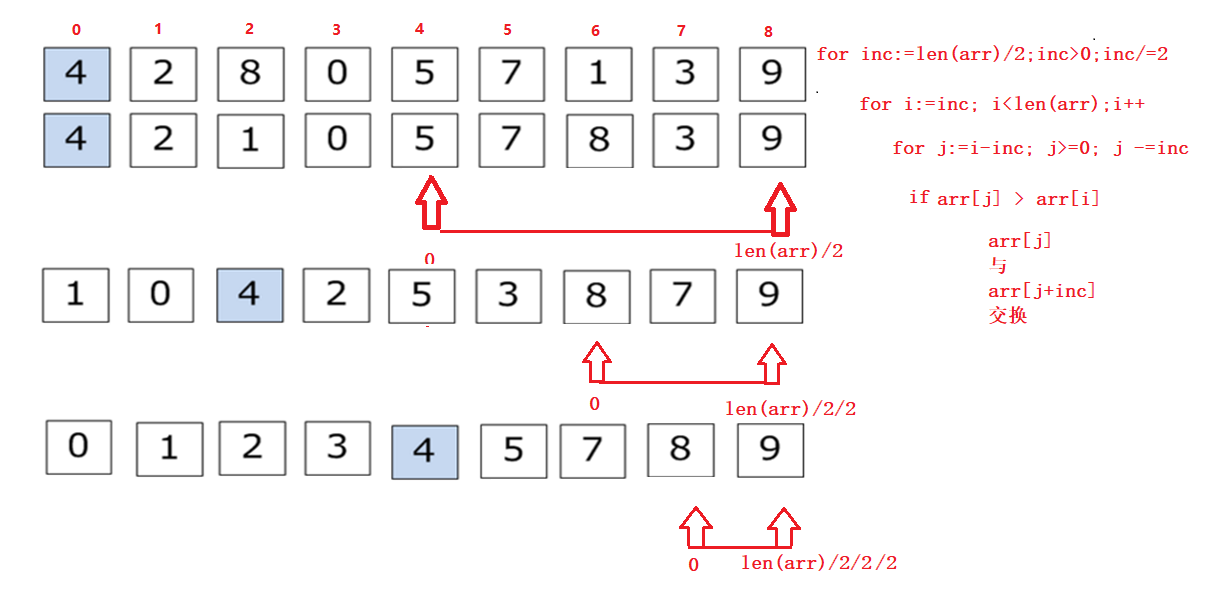 0 1 2 3 4 5 6 7 8
4 2 8 0 5 7 1 3 9
for inc:=len(arr)/2;inc>0;inc/=2
for i:=inc; i<len(arr);i++
4 2 1 0 5 7 8 3 9
for j:=i-inc; j>=0; j -=inc
if arr[j] > arr[i]
arr[j]
与
arr[j+inc]
交换
0 len(arr)/2
1 0 4 2 5 3 8 7 9
0 len(arr)/2/2
0 1 2 3 4 5 7 8 9
0 len(arr)/2/2/2